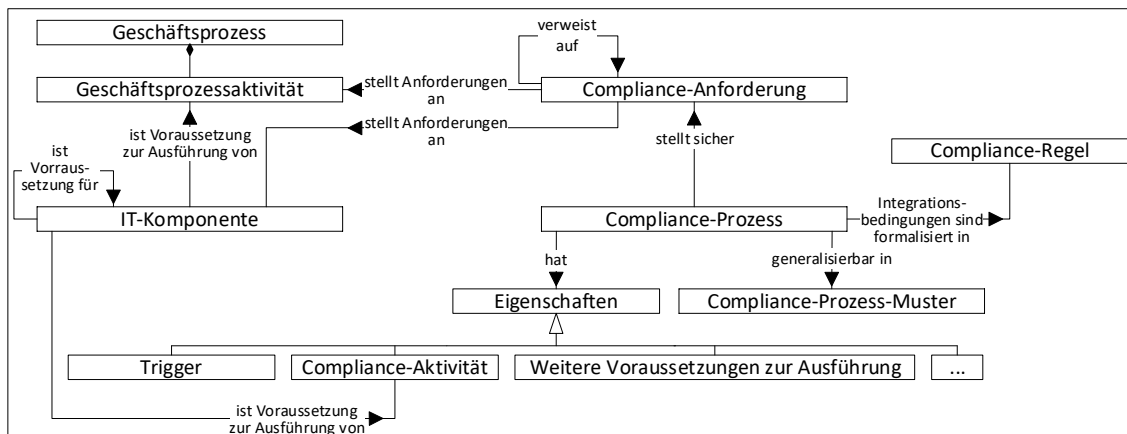 Geschäftsprozess
verweist
auf
Geschäftsprozessaktivität
stellt Anforderungen
an
Compliance-Anforderung
ist Voraussetzung
zur Ausführung von
stellt Anforderungen
an
stellt sicher
Compliance-Regel
ist
Vorraus-
setzung für
IT-Komponente
Compliance-Prozess
Integrations-
bedingungen sind
formalisiert in
hat
generalisierbar in
Eigenschaften
Compliance-Prozess-Muster
Trigger
Compliance-Aktivität
Weitere Voraussetzungen zur Ausführung
...
ist Voraussetzung
zur Ausführung von